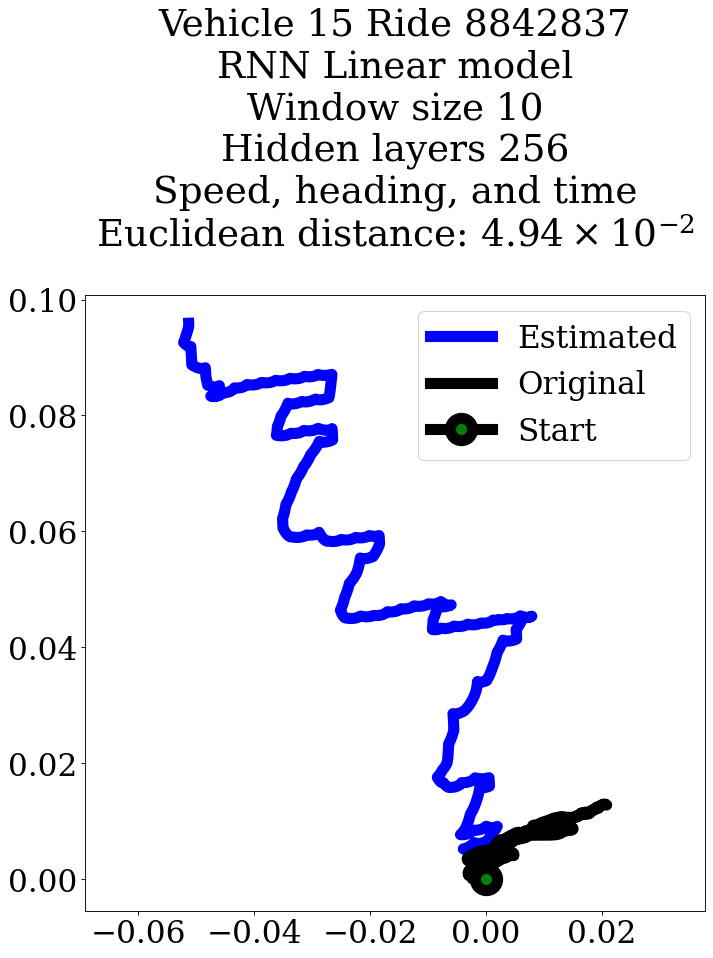 Vehicle 15 Ride 8842837
RNN Linear model
Window size 10
Hidden layers 256
Speed, heading, and time
Euclidean distance: 4.94 × 10⁻²
0.10
Estimated
Original
0.08
Start
0.06
0.04
0.02
0.00
−0.06 −0.04 −0.02 0.00 0.02